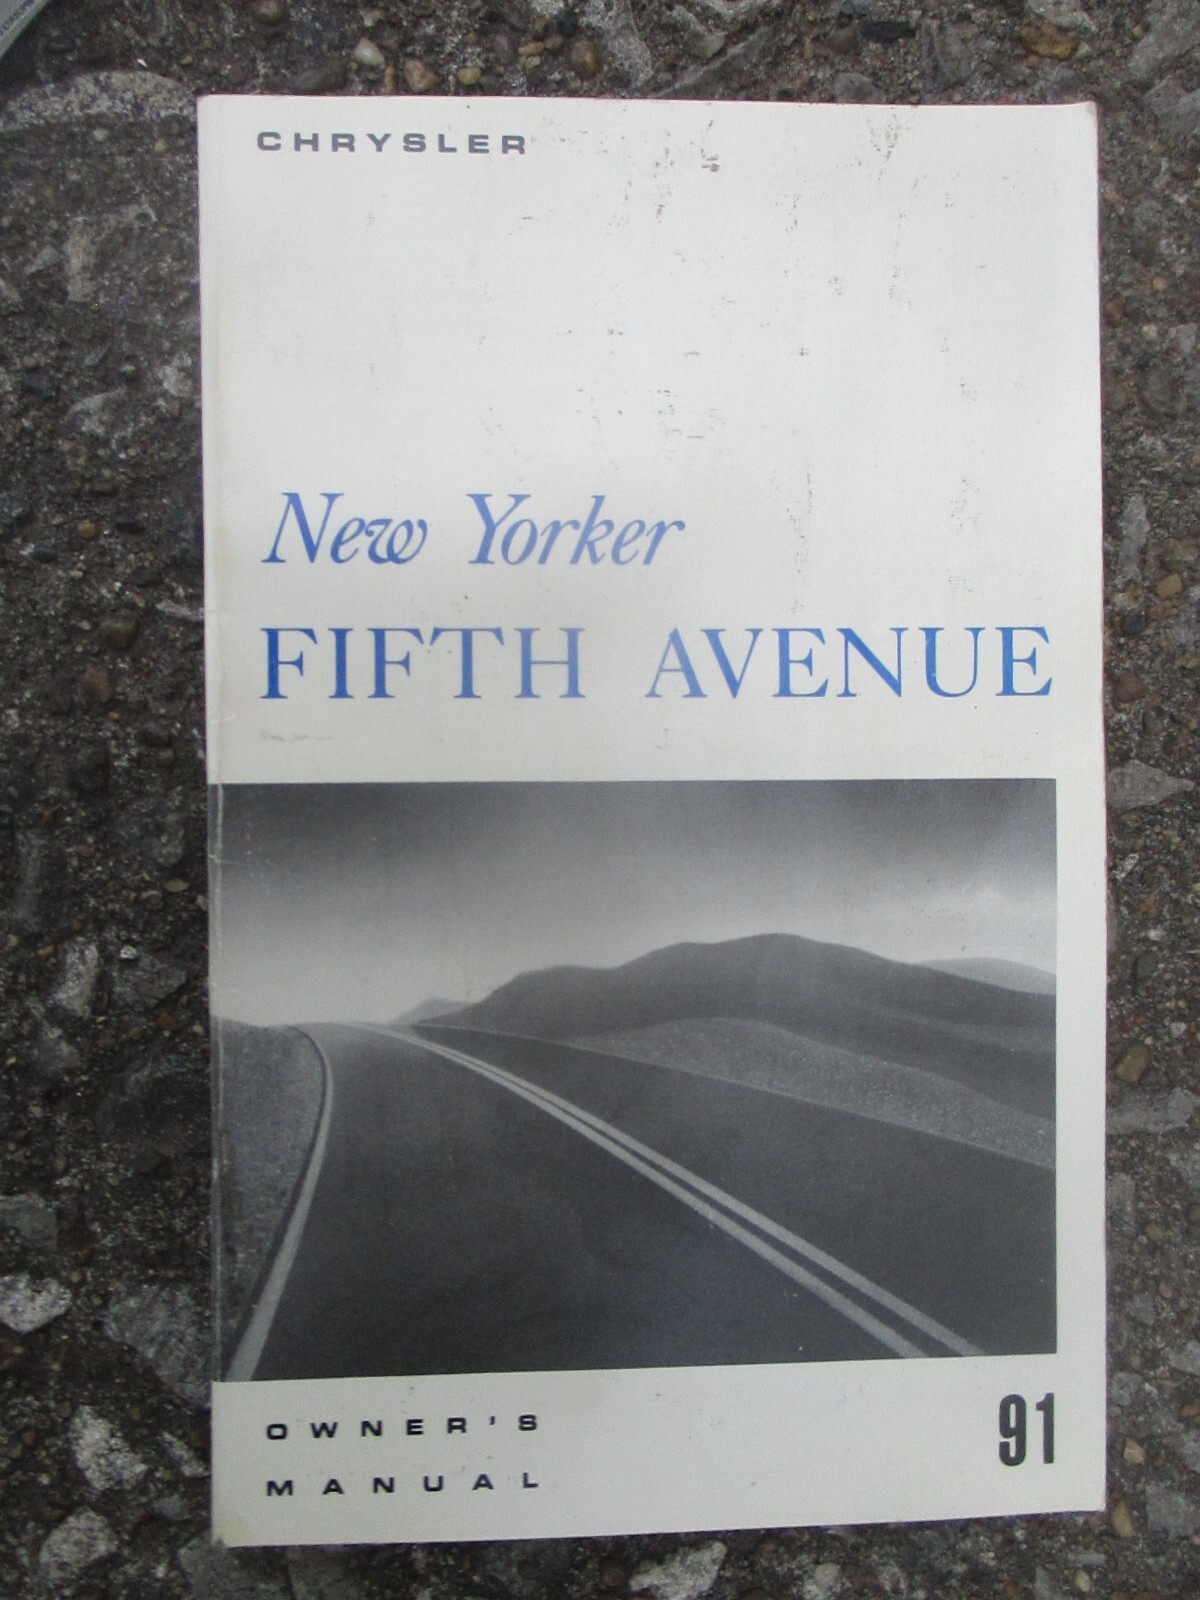 CHRYSLER
New Yorker
FIFTH AVENUE
OWNER'S
MANUAL
91